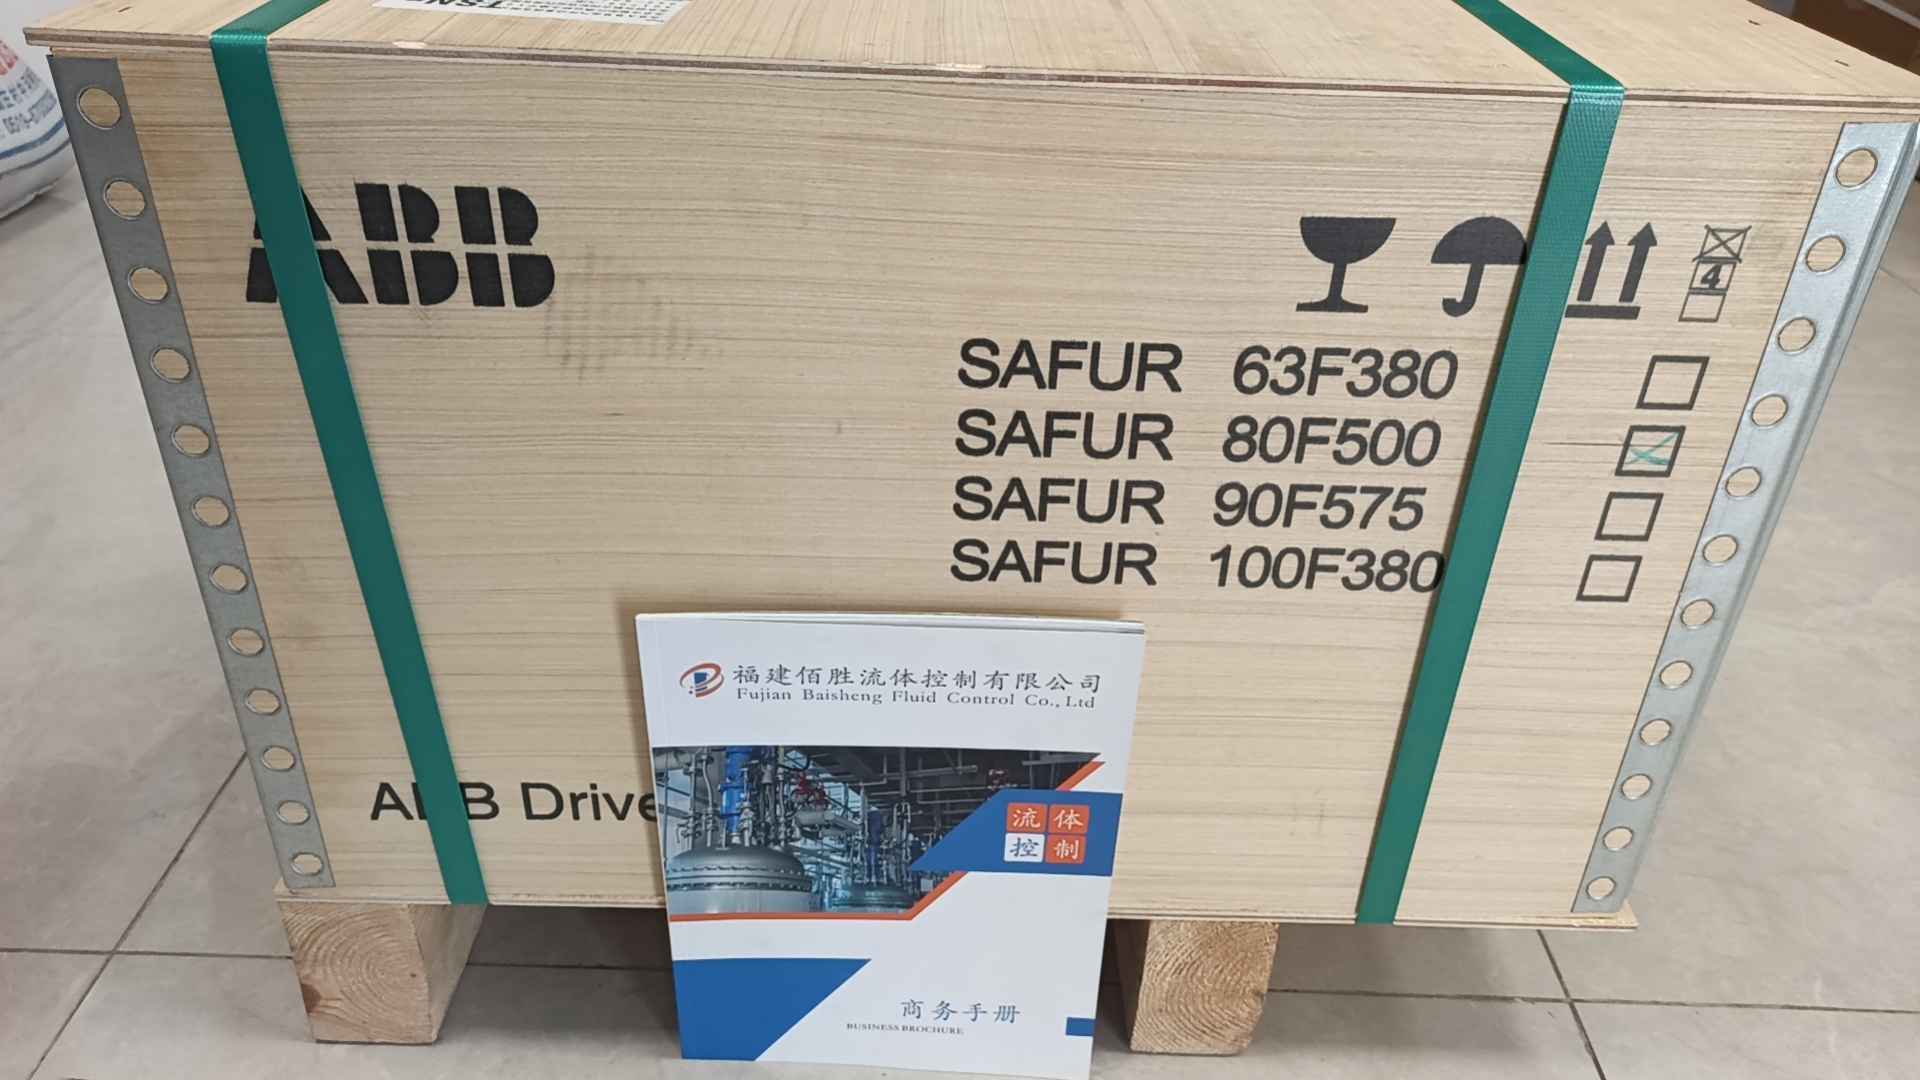 ABB
4
SAFUR 63F380
SAFUR 80F500
SAFUR 90F575
SAFUR 100F380
福建佰胜流体控制有限公司
Fujian Baisheng Fluid Control Co., Ltd
流体
控制
ABB Drive
商务手册
BUSINESS BROCHURE